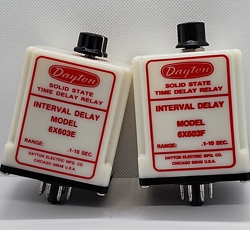 Dayton
SOLID STATE
TIME DELAY RELAY
INTERVAL DELAY
MODEL
6X603E
RANGE: .1-10 SEC.
DAYTON ELECTRIC MFG. CO.
CHICAGO 60648 U.S.A.
Dayton
SOLID STATE
TIME DELAY RELAY
INTERVAL DELAY
MODEL
6X603F
RANGE: .1-10 SEC.
DAYTON ELECTRIC MFG. CO.
CHICAGO 60648 U.S.A.